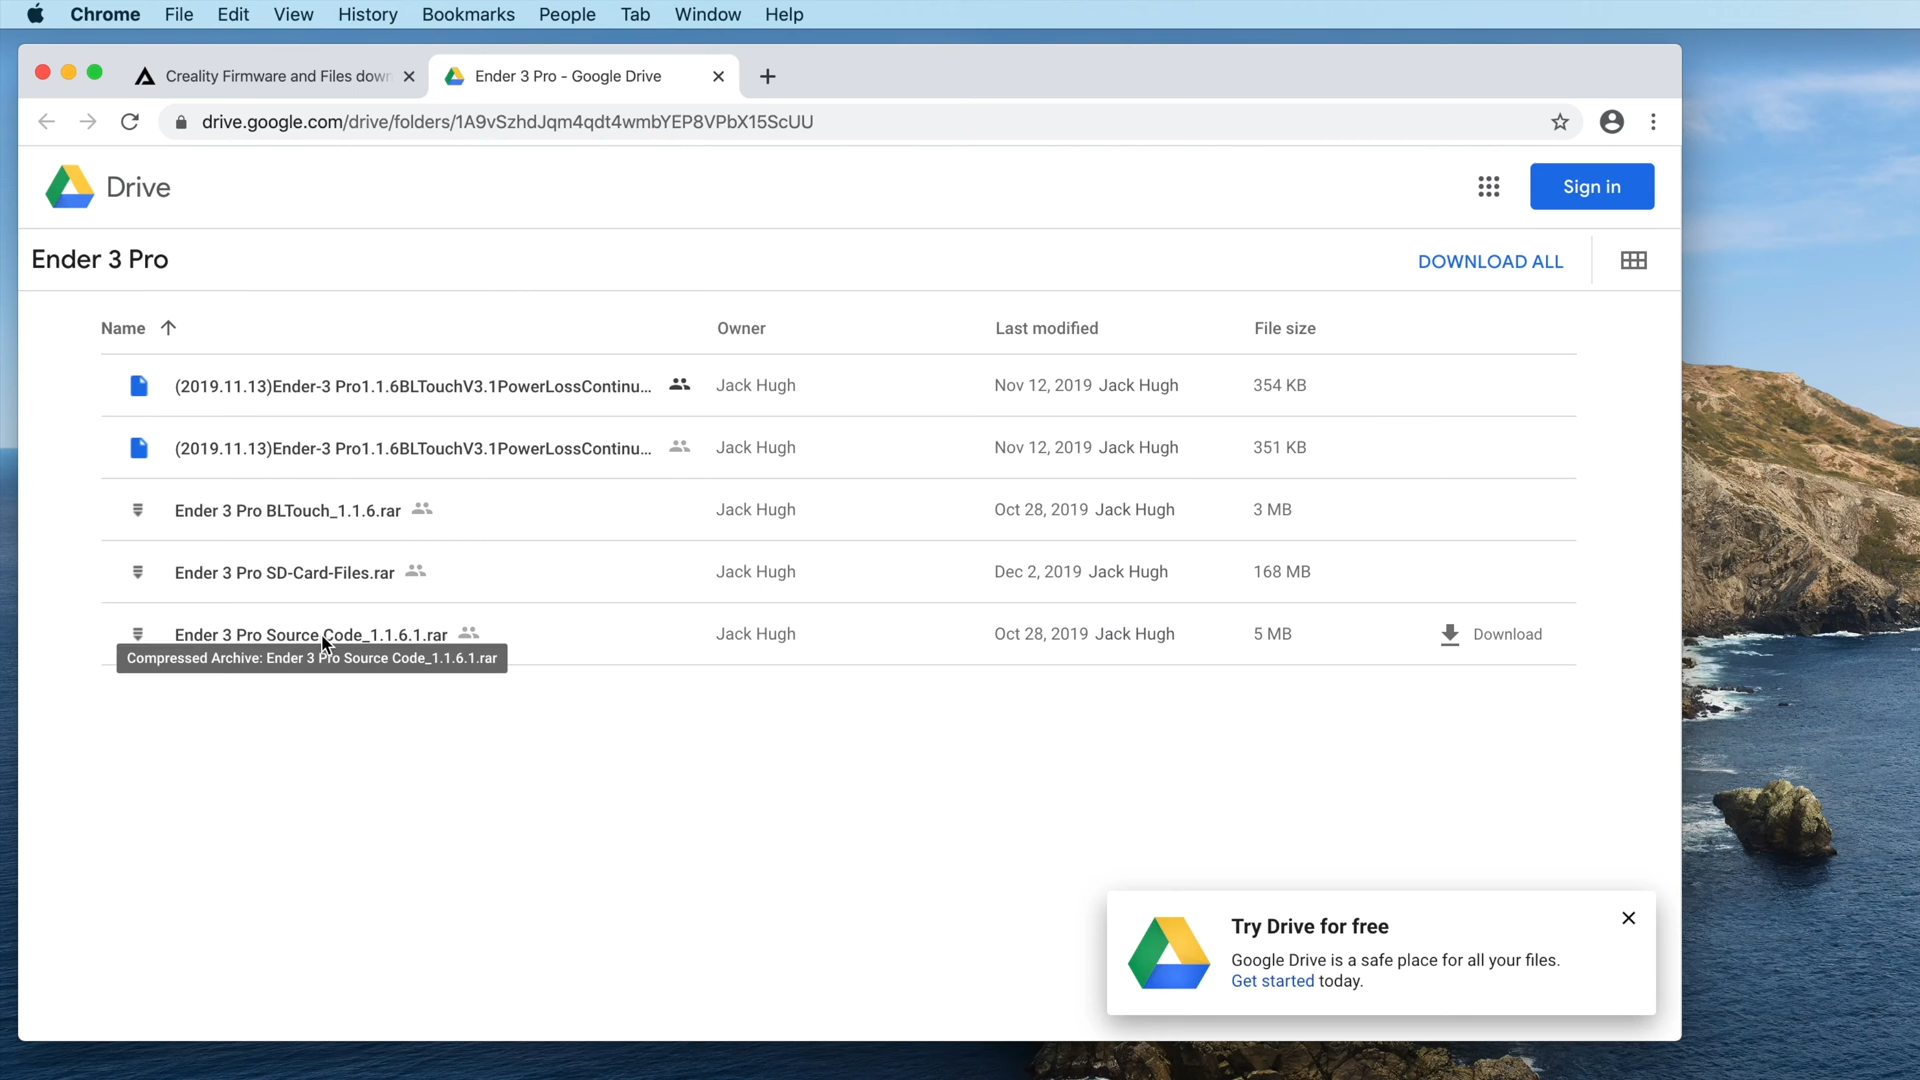 Chrome File Edit View History Bookmarks People Tab Window Help
Creality Firmware and Files down
Ender 3 Pro - Google Drive
drive.google.com/drive/folders/1A9vSzhdJqm4qdt4wmbYEP8VPbX15ScUU
Drive
Sign in
Ender 3 Pro
DOWNLOAD ALL
Name Owner Last modified File size
(2019.11.13)Ender-3 Pro1.1.6BLTouchV3.1PowerLossContinu... Jack Hugh Nov 12, 2019 Jack Hugh 354 KB
(2019.11.13)Ender-3 Pro1.1.6BLTouchV3.1PowerLossContinu... Jack Hugh Nov 12, 2019 Jack Hugh 351 KB
Ender 3 Pro BLTouch_1.1.6.rar Jack Hugh Oct 28, 2019 Jack Hugh 3 MB
Ender 3 Pro SD-Card-Files.rar Jack Hugh Dec 2, 2019 Jack Hugh 168 MB
Ender 3 Pro Source Code_1.1.6.1.rar Jack Hugh Oct 28, 2019 Jack Hugh 5 MB Download
Compressed Archive: Ender 3 Pro Source Code_1.1.6.1.rar
Try Drive for free
Google Drive is a safe place for all your files.
Get started today.